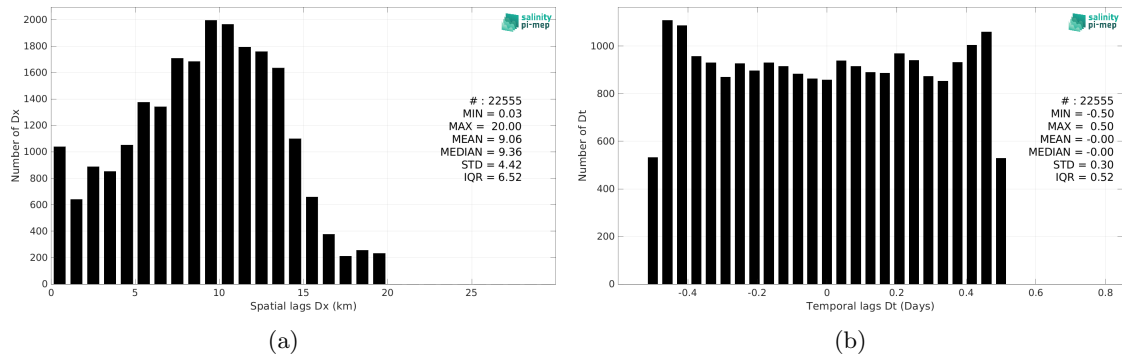 2000
1800
1600
1400
1200
1000
800
600
400
200
0
Number of Dx
0 5 10 15 20 25
Spatial lags Dx (km)
salinity
pi-mep
# : 22555
MIN = 0.03
MAX = 20.00
MEAN = 9.06
MEDIAN = 9.36
STD = 4.42
IQR = 6.52
(a)
1000
800
600
400
200
0
Number of Dt
-0.4 -0.2 0 0.2 0.4 0.6 0.8
Temporal lags Dt (Days)
salinity
pi-mep
# : 22555
MIN = -0.50
MAX = 0.50
MEAN = -0.00
MEDIAN = -0.00
STD = 0.30
IQR = 0.52
(b)